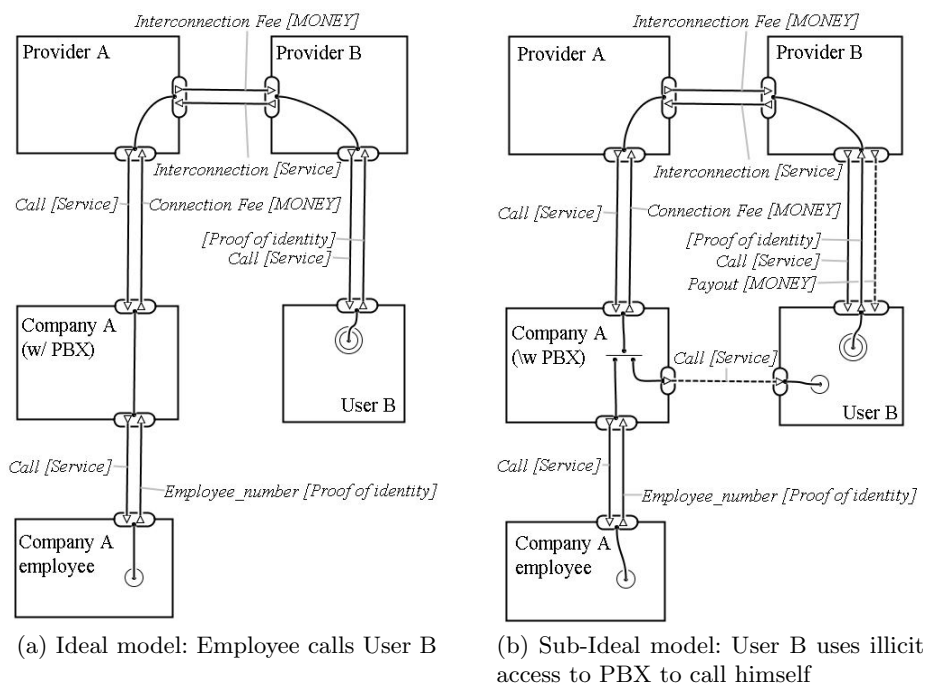 Interconnection Fee [MONEY]
Provider A
Provider B
Interconnection [Service]
Call [Service]
Connection Fee [MONEY]
[Proof of identity]
Call [Service]
Company A
(w/ PBX)
User B
Call [Service]
Employee_number [Proof of identity]
Company A
employee
(a) Ideal model: Employee calls User B
Interconnection Fee [MONEY]
Provider A
Provider B
Interconnection [Service]
Call [Service]
Connection Fee [MONEY]
[Proof of identity]
Call [Service]
Payout [MONEY]
Company A
(\w PBX)
Call [Service]
User B
Call [Service]
Employee_number [Proof of identity]
Company A
employee
(b) Sub-Ideal model: User B uses illicit
access to PBX to call himself